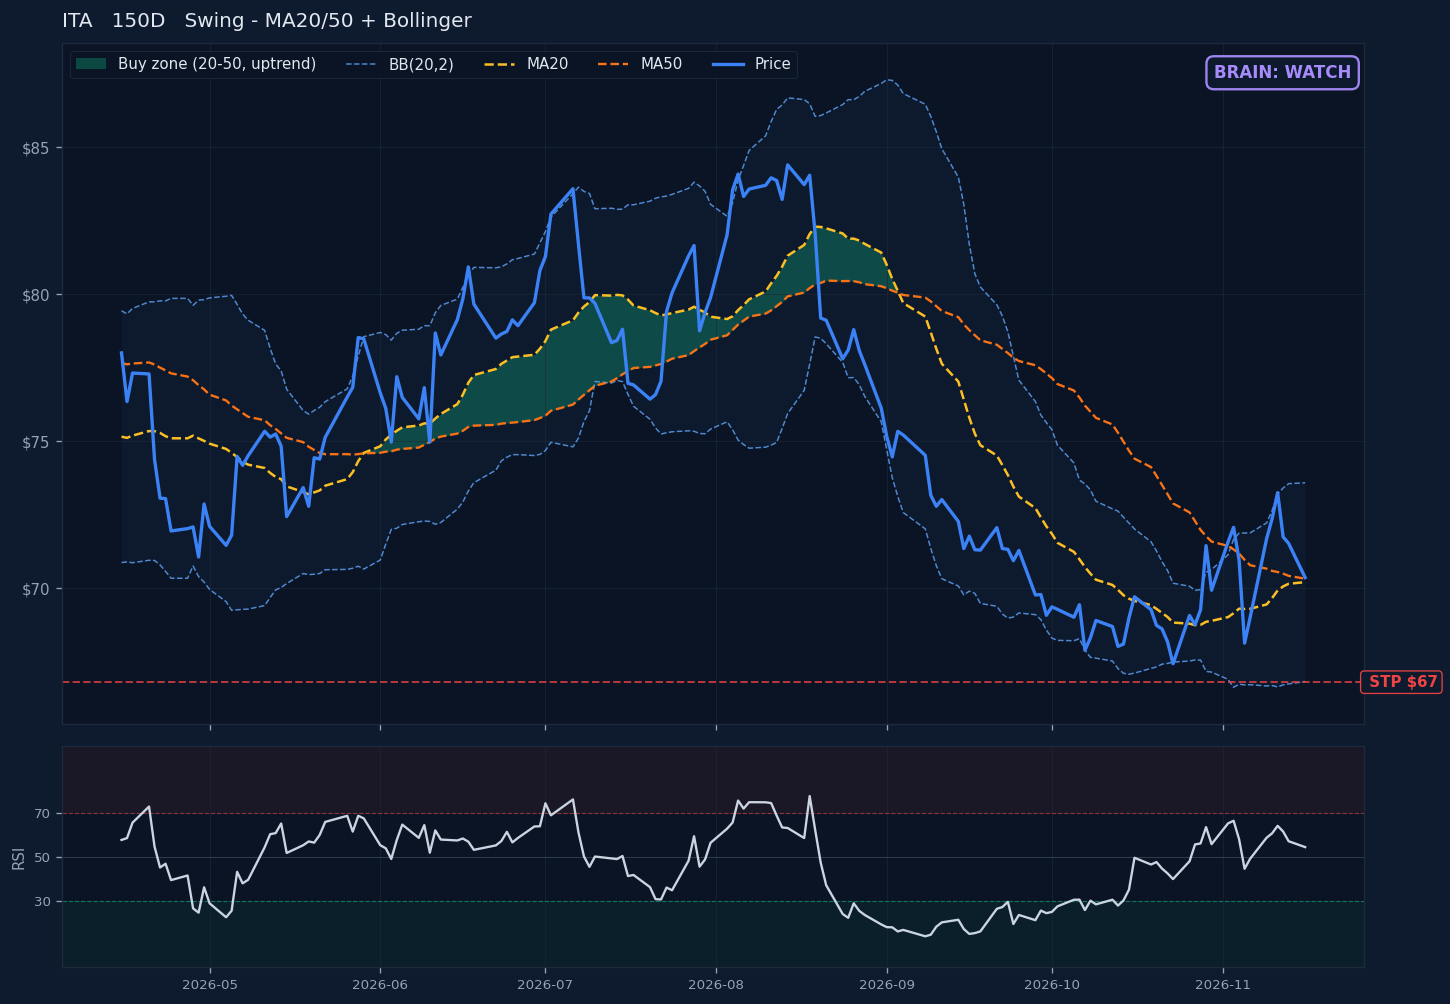 ITA   150D   Swing - MA20/50 + Bollinger
Buy zone (20-50, uptrend)   BB(20,2)   MA20   MA50   Price
BRAIN: WATCH
$85
$80
$75
$70
STP $67
RSI
70
50
30
2026-05   2026-06   2026-07   2026-08   2026-09   2026-10   2026-11